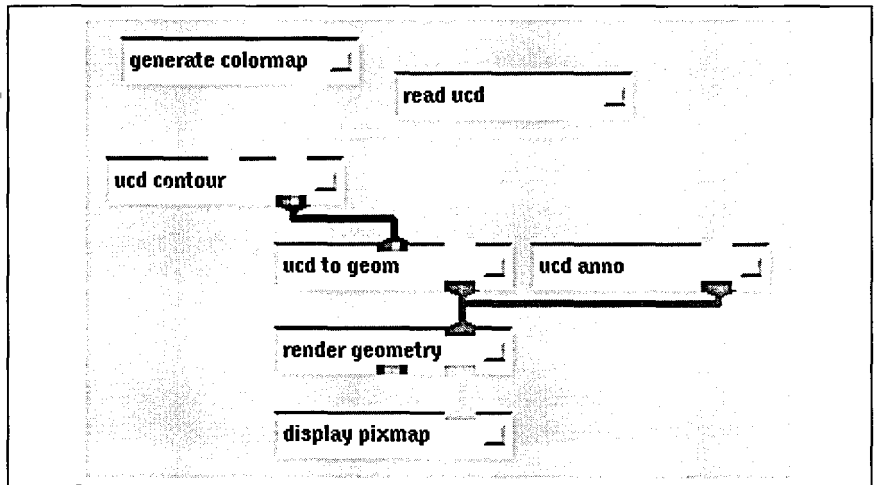 generate colormap
read ucd
ucd contour
ucd to geom
ucd anno
render geometry
display pixmap